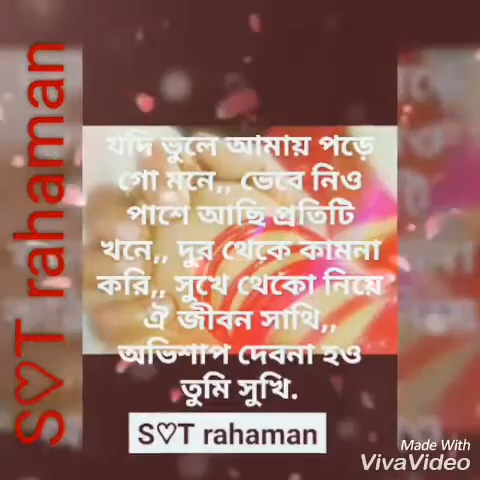 S♡T rahaman
যদি ভুলে আমায় পড়ে
গো মনে,, ভেবে নিও
পাশে আছি প্রতিটি
খনে,, দুর থেকে কামনা
করি,, সুখে থেকো নিয়ে
ঐ জীবন সাথি,,
অভিশাপ দেবনা হও
তুমি সুখি.
S♡T rahaman
Made With
VivaVideo